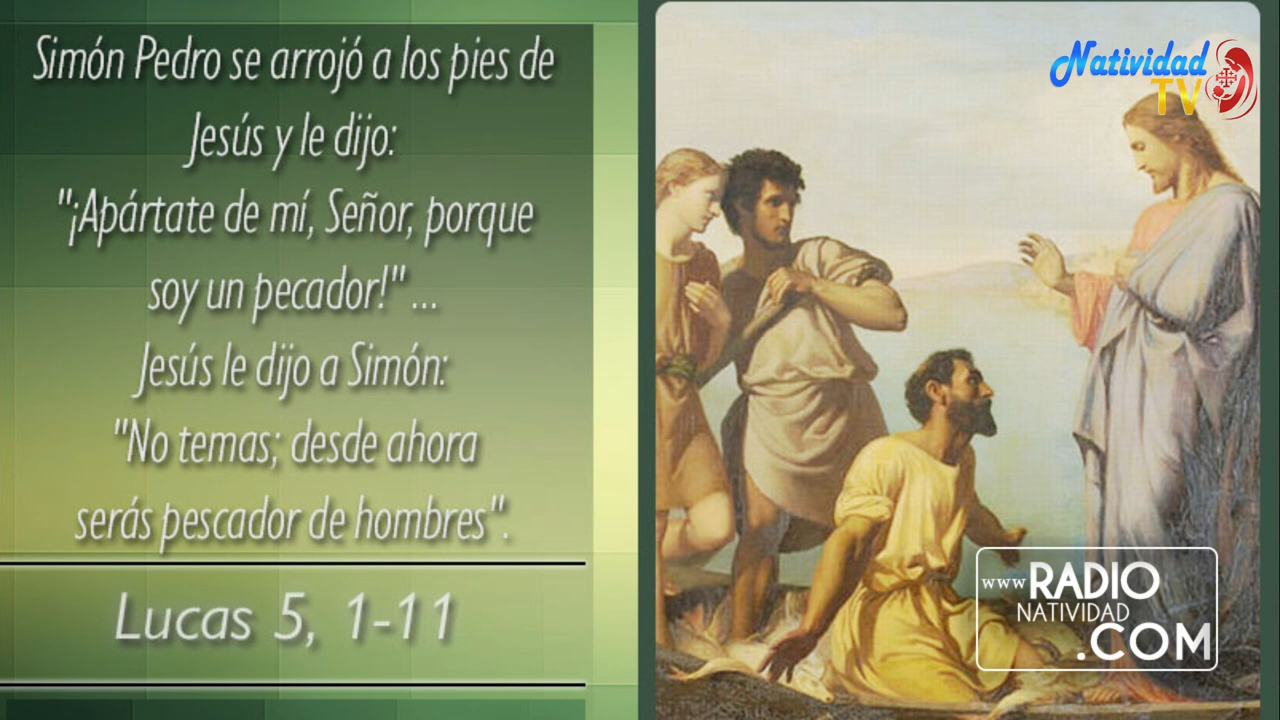 Simón Pedro se arrojó a los pies de
Jesús y le dijo:
"¡Apártate de mí, Señor, porque
soy un pecador!" ...
Jesús le dijo a Simón:
"No temas; desde ahora
serás pescador de hombres".
Lucas 5, 1-11
Natividad
TV
www RADIO
NATIVIDAD
.COM